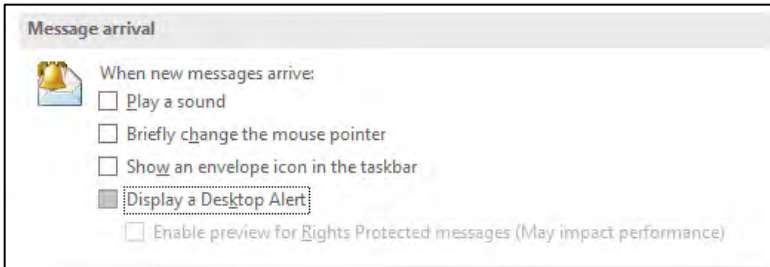 Message arrival
When new messages arrive:
Play a sound
Briefly change the mouse pointer
Show an envelope icon in the taskbar
Display a Desktop Alert
Enable preview for Rights Protected messages (May impact performance)